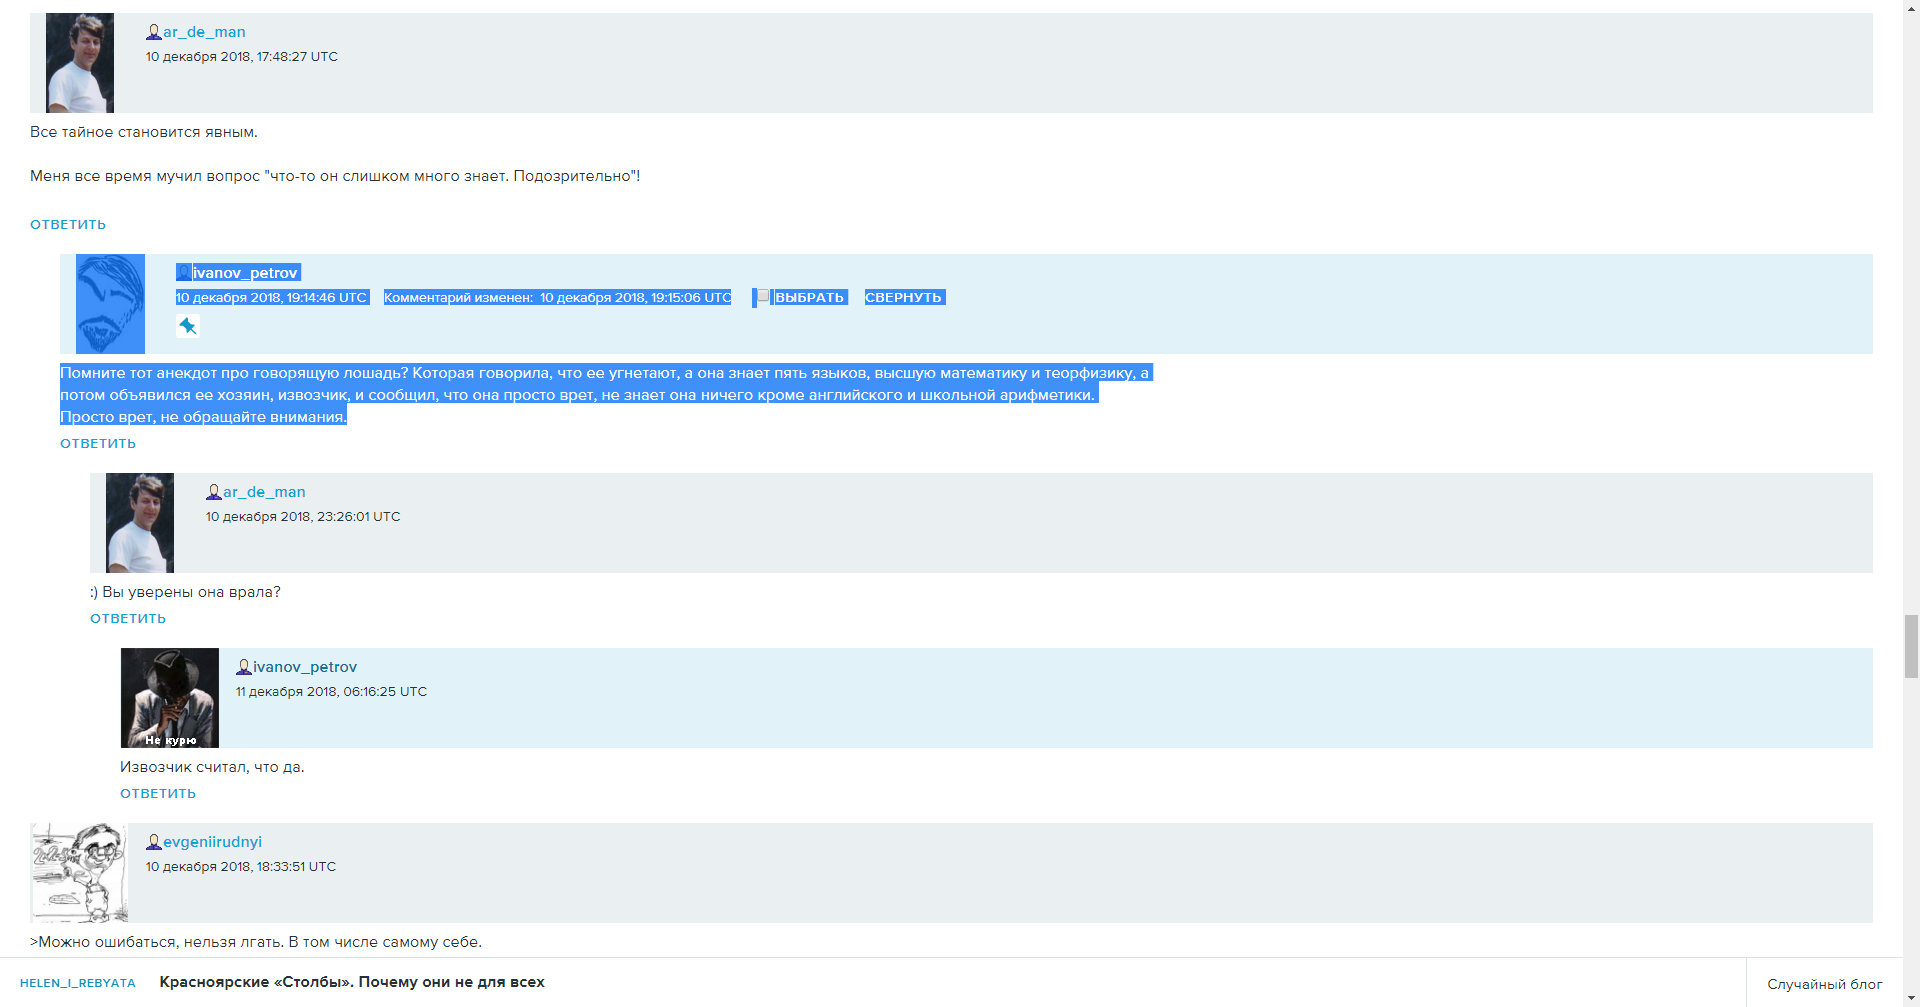 ar_de_man
10 декабря 2018, 17:48:27 UTC
Все тайное становится явным.
Меня все время мучил вопрос "что-то он слишком много знает. Подозрительно"!
ОТВЕТИТЬ
ivanov_petrov
10 декабря 2018, 19:14:46 UTC Комментарий изменен: 10 декабря 2018, 19:15:06 UTC ВЫБРАТЬ СВЕРНУТЬ
Помните тот анекдот про говорящую лошадь? Которая говорила, что ее угнетают, а она знает пять языков, высшую математику и теорфизику, а
потом объявился ее хозяин, извозчик, и сообщил, что она просто врет, не знает она ничего кроме английского и школьной арифметики.
Просто врет, не обращайте внимания.
ОТВЕТИТЬ
ar_de_man
10 декабря 2018, 23:26:01 UTC
:) Вы уверены она врала?
ОТВЕТИТЬ
ivanov_petrov
11 декабря 2018, 06:16:25 UTC
Не курю
Извозчик считал, что да.
ОТВЕТИТЬ
evgeniirudnyi
10 декабря 2018, 18:33:51 UTC
>Можно ошибаться, нельзя лгать. В том числе самому себе.
HELEN_I_REBYATA Красноярские «Столбы». Почему они не для всех Случайный блог